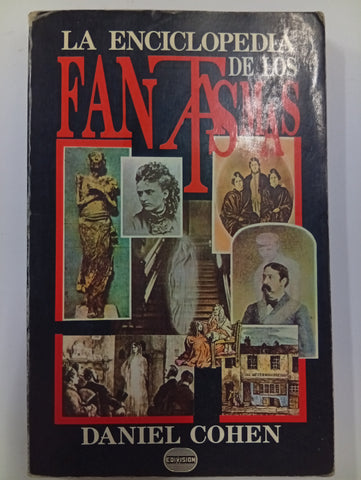 LA ENCICLOPEDIA
DE LOS
FANTASMAS
DANIEL COHEN
EDIVISION